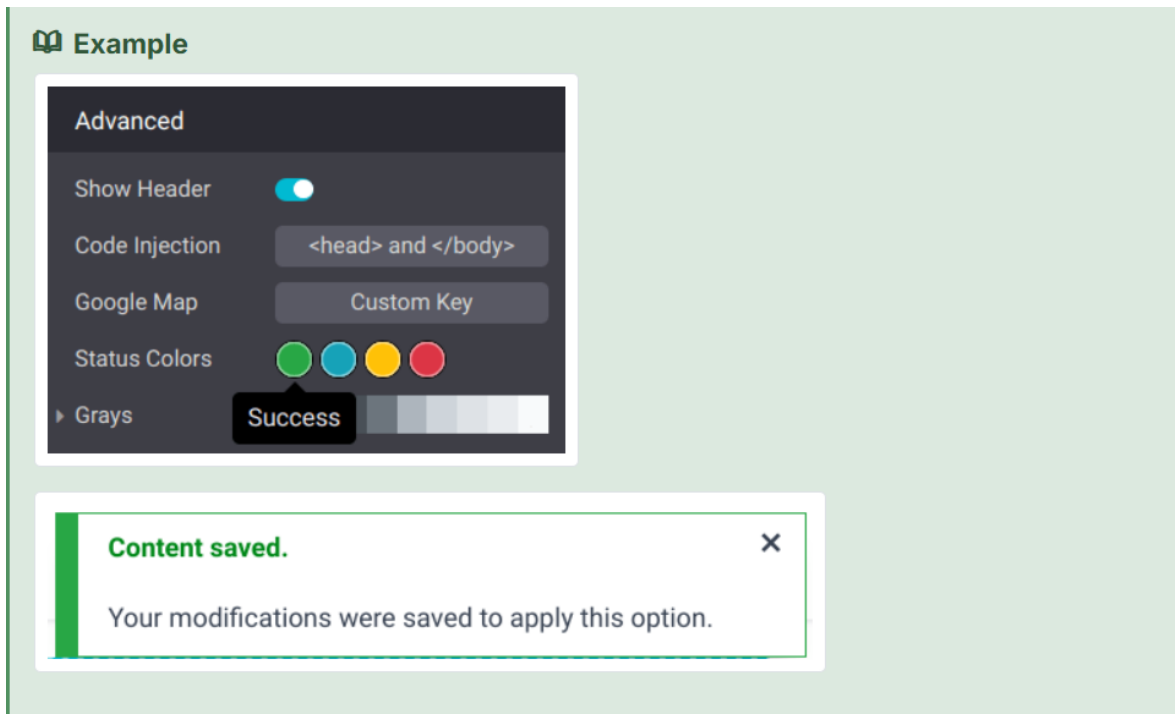 Example
Advanced
Show Header
Code Injection <head> and </body>
Google Map Custom Key
Status Colors
Grays Success
Content saved.
Your modifications were saved to apply this option.